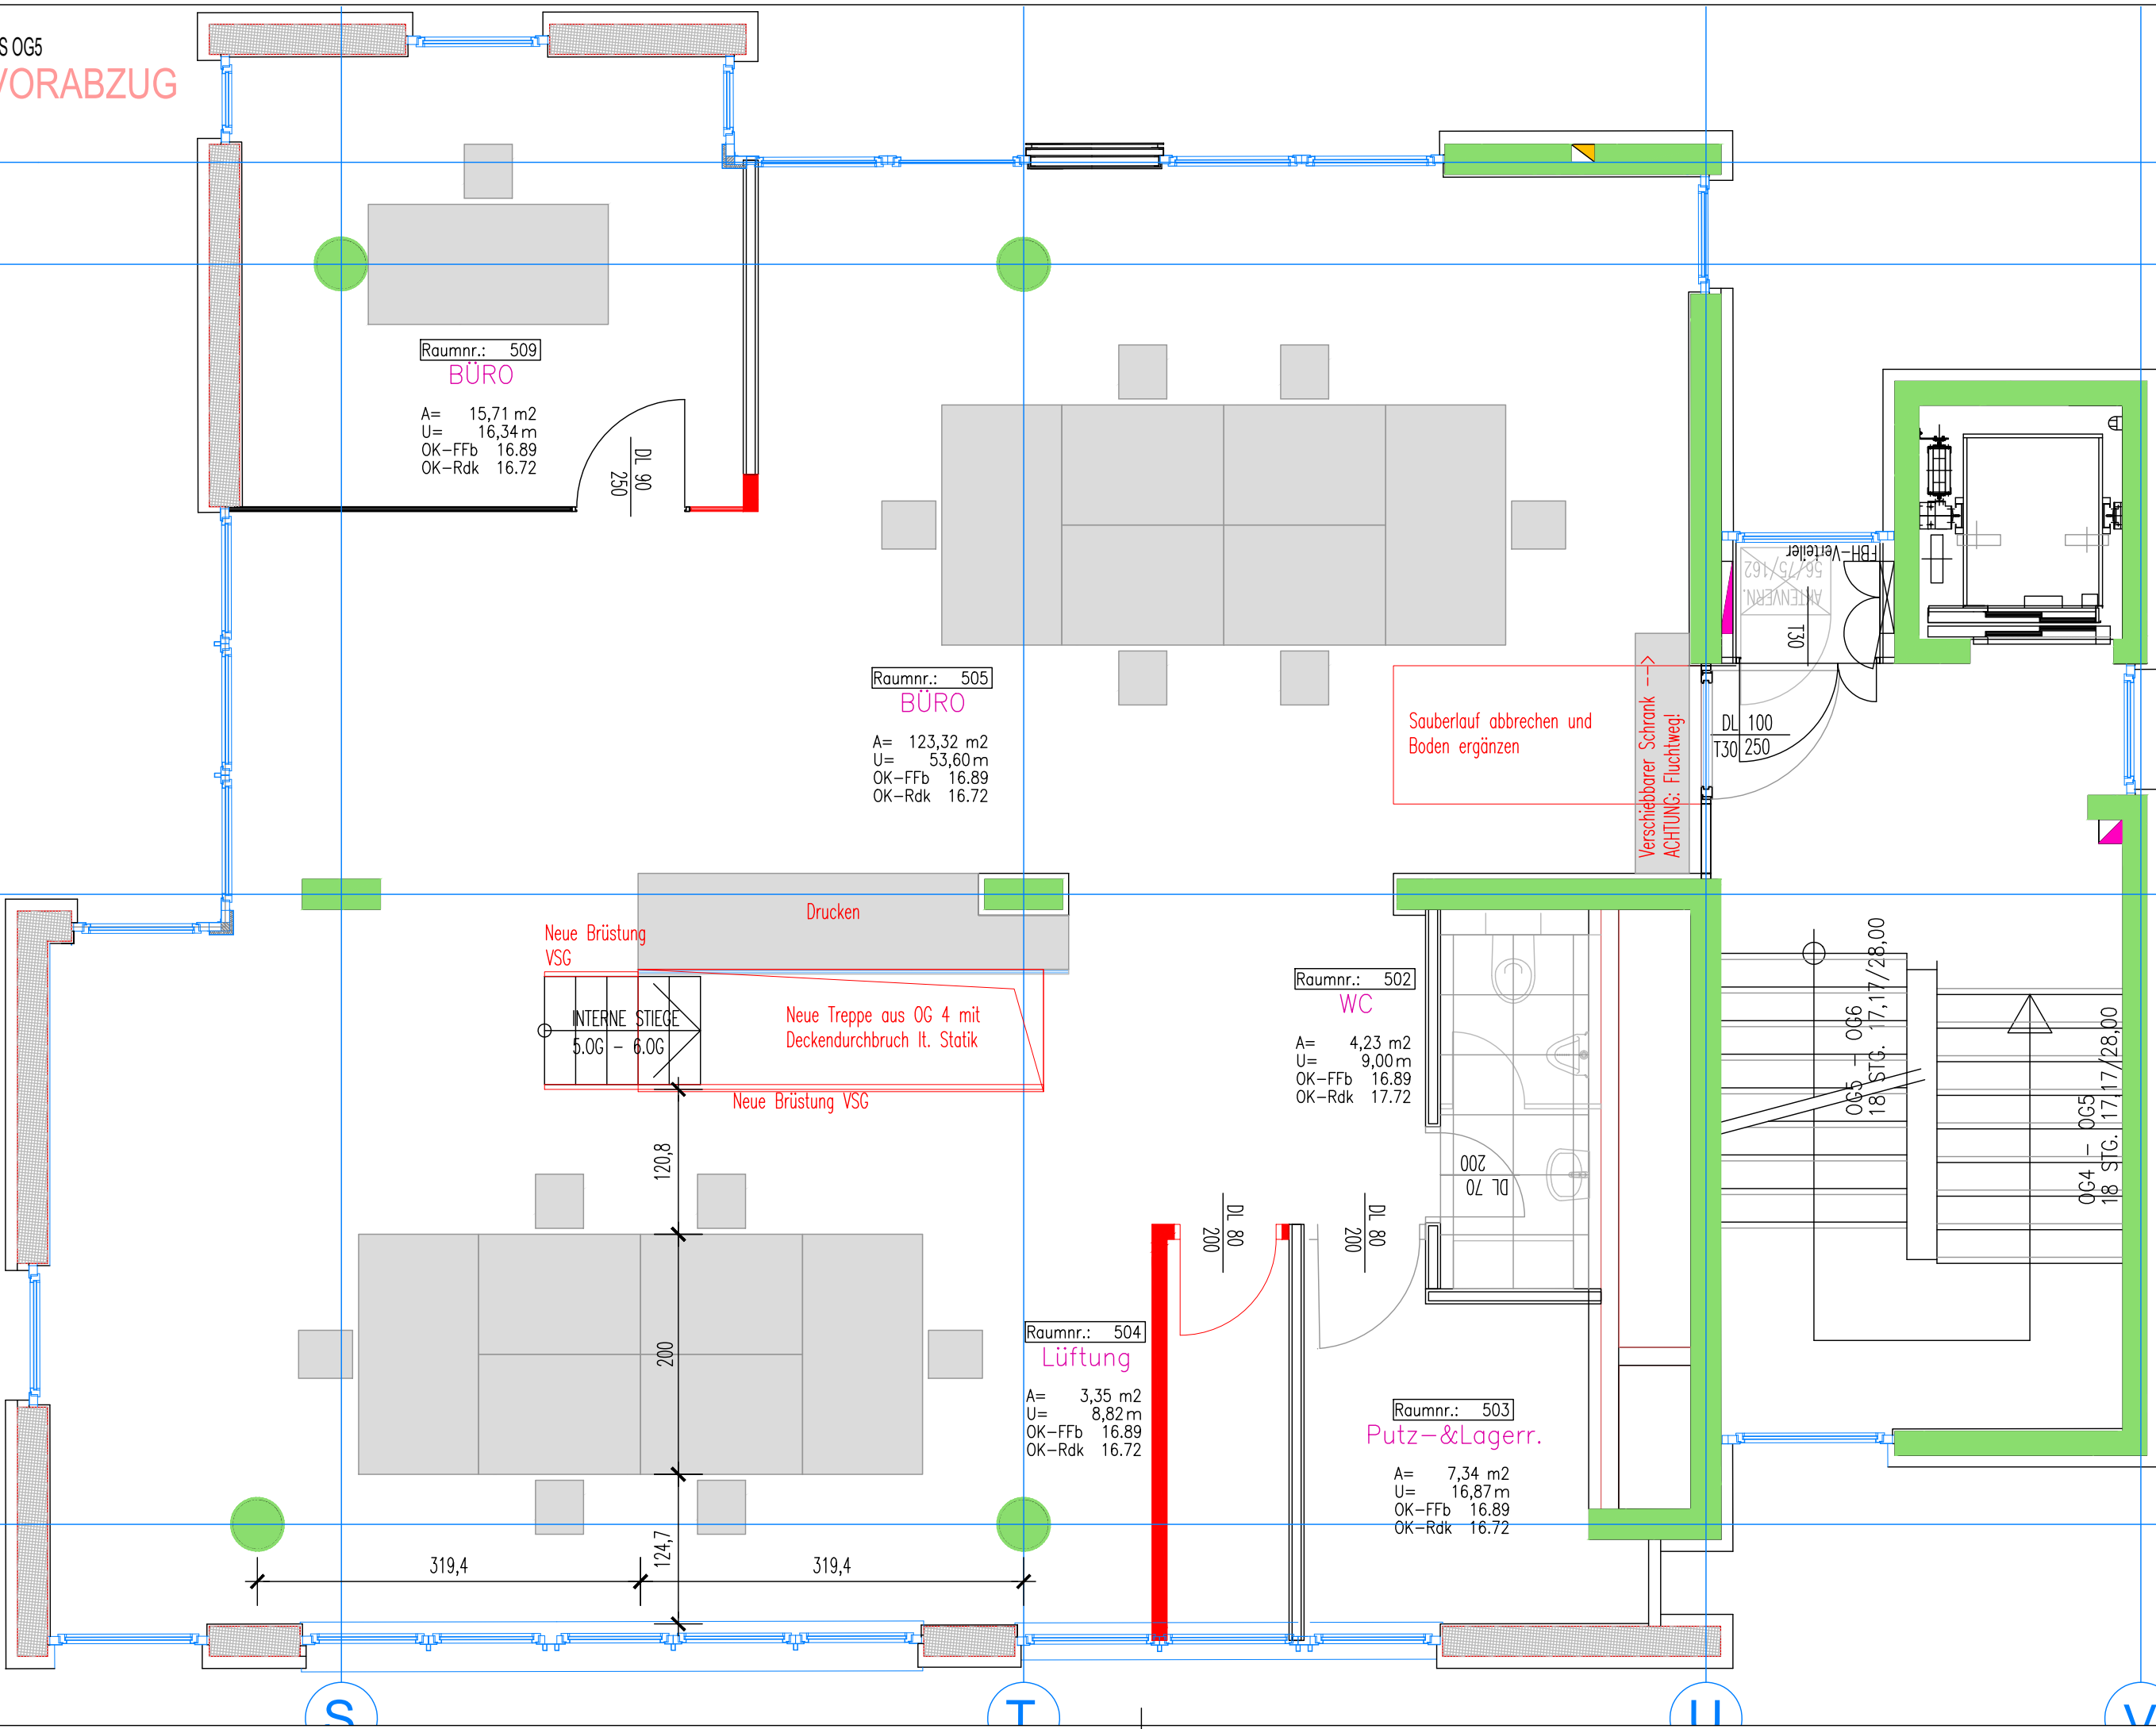 S OG5
VORABZUG
Raumnr.: 509
BÜRO
A= 15,71 m2
U= 16,34 m
OK-FFb 16.89
OK-Rdk 16.72
DL 90
250
FBH-Verteiler
56/75/162
AKTENVERN.
T30
Raumnr.: 505
BÜRO
A= 123,32 m2
U= 53,60 m
OK-FFb 16.89
OK-Rdk 16.72
Sauberlauf abbrechen und
Boden ergänzen
Verschiebbarer Schrank -->
ACHTUNG: Fluchtweg!
DL 100
T30 250
Drucken
Neue Brüstung
VSG
INTERNE STIEGE
5.OG - 6.OG
Neue Treppe aus OG 4 mit
Deckendurchbruch lt. Statik
Neue Brüstung VSG
Raumnr.: 502
WC
A= 4,23 m2
U= 9,00 m
OK-FFb 16.89
OK-Rdk 17.72
OG5 - OG6
18 STG. 17,17/28,00
OG4 - OG5
18 STG. 17,17/28,00
120,8
DL 70
200
DL 80
200
DL 80
200
200
Raumnr.: 504
Lüftung
A= 3,35 m2
U= 8,82 m
OK-FFb 16.89
OK-Rdk 16.72
Raumnr.: 503
Putz-&Lagerr.
A= 7,34 m2
U= 16,87 m
OK-FFb 16.89
OK-Rdk 16.72
124,7
319,4
319,4
S
T
U
V